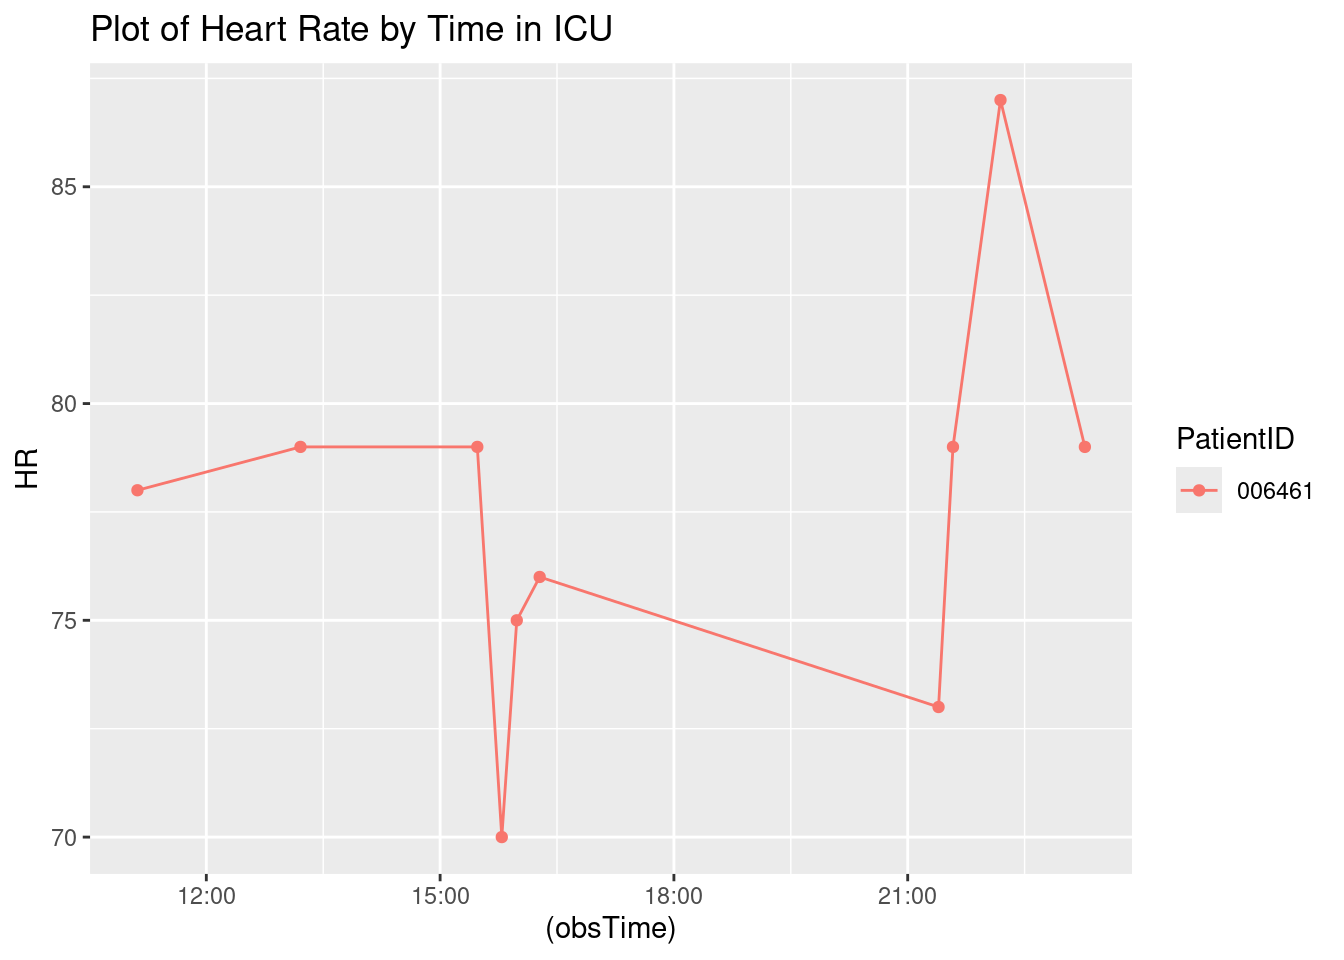 Plot of Heart Rate by Time in ICU
HR
85
80
75
70
12:00 15:00 18:00 21:00
(obsTime)
PatientID
006461